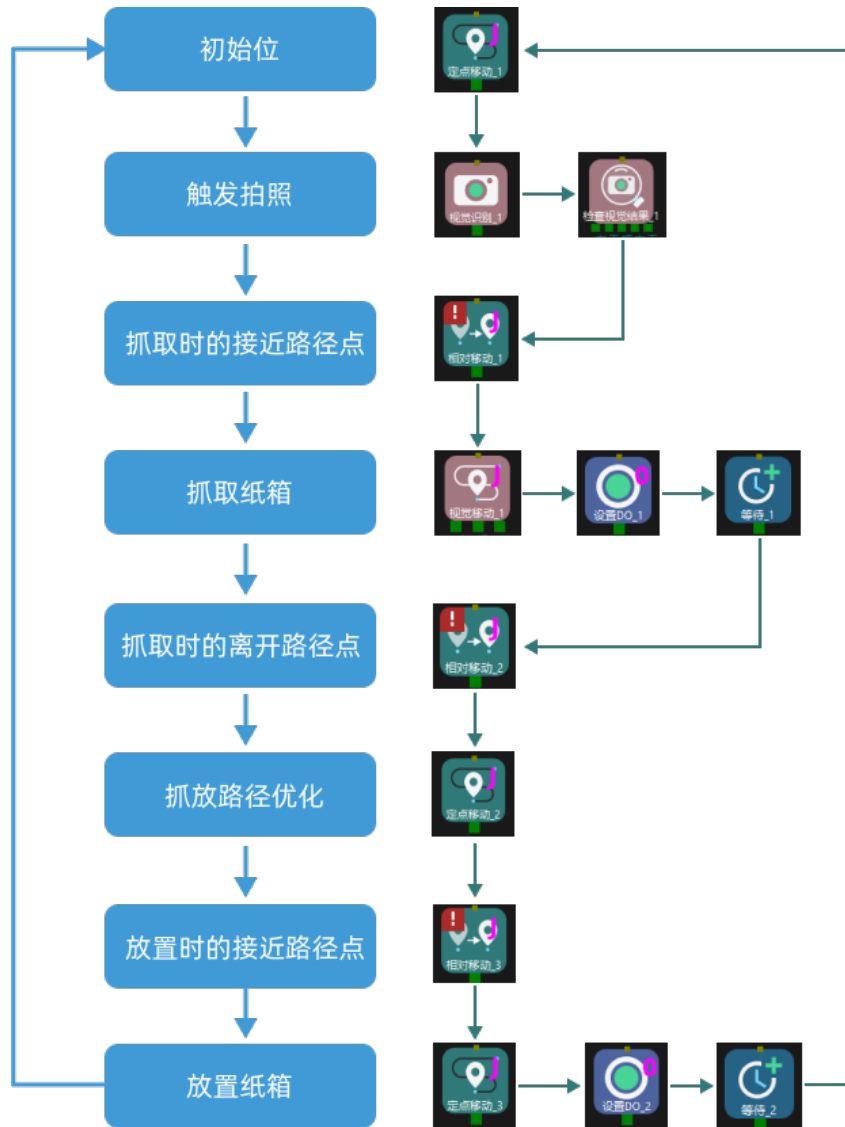 初始位
定点移动_1
触发拍照
视觉识别_1
检查视觉结果_1
抓取时的接近路径点
!
相对移动_1
抓取纸箱
视觉移动_1
设置DO_1
等待_1
抓取时的离开路径点
!
相对移动_2
抓放路径优化
定点移动_2
放置时的接近路径点
!
相对移动_3
放置纸箱
定点移动_3
设置DO_2
等待_2